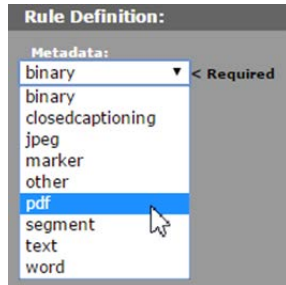 Rule Definition:
Metadata:
binary ▼ < Required
binary
closedcaptioning
jpeg
marker
other
pdf
segment
text
word